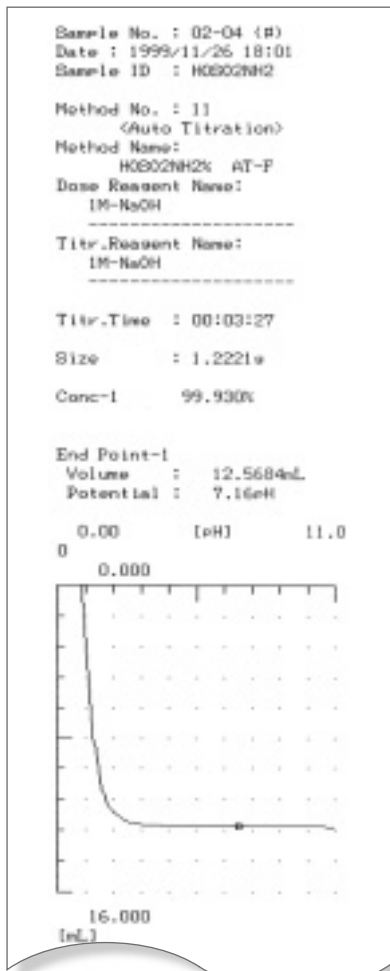 Sample No. : 02-04 (#)
Date : 1999/11/26 18:01
Sample ID : HOSO2NH2
Method No. : 11
<Auto Titration>
Method Name:
HOSO2NH2% AT-F
Dose Reagent Name:
1M-NaOH
--------------------
Titr.Reagent Name:
1M-NaOH
--------------------
Titr.Time : 00:03:27
Size : 1.2221g
Conc-1 99.930%
End Point-1
Volume : 12.5684mL
Potential : 7.16pH
0.00 [pH] 11.0
0
0.000
16.000
[mL]